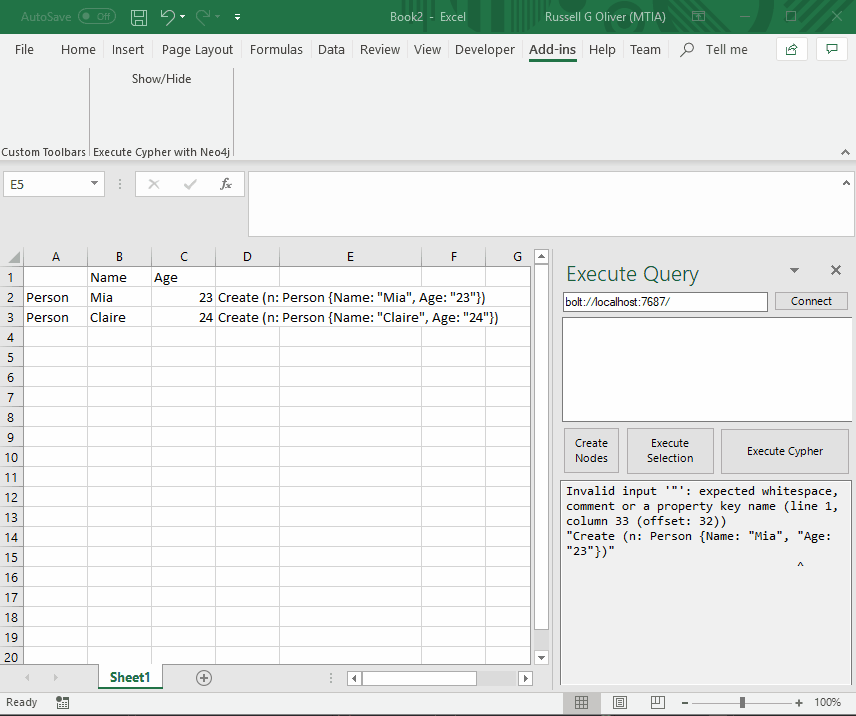 AutoSave Off Book2 - Excel Russell G Oliver (MTIA)
File Home Insert Page Layout Formulas Data Review View Developer Add-ins Help Team Tell me
Show/Hide
Custom Toolbars Execute Cypher with Neo4j
E5 fx
A B C D E F G
1 Name Age
2 Person Mia 23 Create (n: Person {Name: "Mia", Age: "23"})
3 Person Claire 24 Create (n: Person {Name: "Claire", Age: "24"})
4
5
6
7
8
9
10
11
12
13
14
15
16
17
18
19
20
Execute Query
bolt://localhost:7687/ Connect
Create
Nodes
Execute
Selection
Execute Cypher
Invalid input '"': expected whitespace,
comment or a property key name (line 1,
column 33 (offset: 32))
"Create (n: Person {Name: "Mia", "Age:
"23"})"
^
Sheet1
Ready 100%